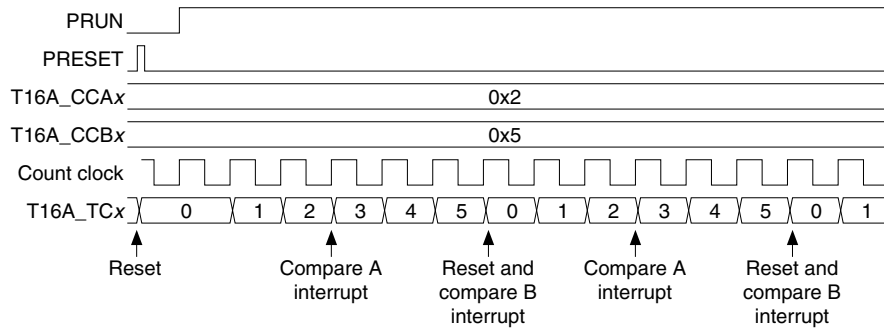 PRUN
PRESET
T16A_CCAx
0x2
T16A_CCBx
0x5
Count clock
T16A_TCx
0 1 2 3 4 5 0 1 2 3 4 5 0 1
Reset
Compare A
interrupt
Reset and
compare B
interrupt
Compare A
interrupt
Reset and
compare B
interrupt